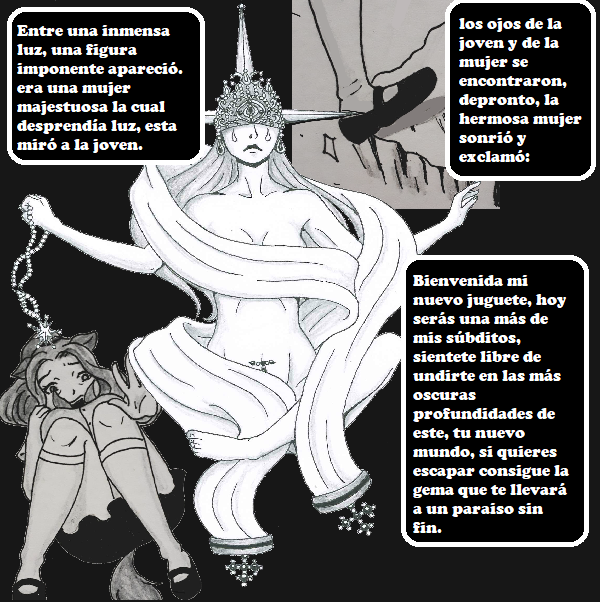 Entre una inmensa
luz, una figura
imponente apareció.
era una mujer
majestuosa la cual
desprendía luz, esta
miró a la joven.
los ojos de la
joven y de la
mujer se
encontraron,
depronto, la
hermosa mujer
sonrió y
exclamó:
Bienvenida mi
nuevo juguete, hoy
serás una más de
mis súbditos,
sientete libre de
undirte en las más
oscuras
profundidades de
este, tu nuevo
mundo, si quieres
escapar consigue la
gema que te llevará
a un paraiso sin
fin.